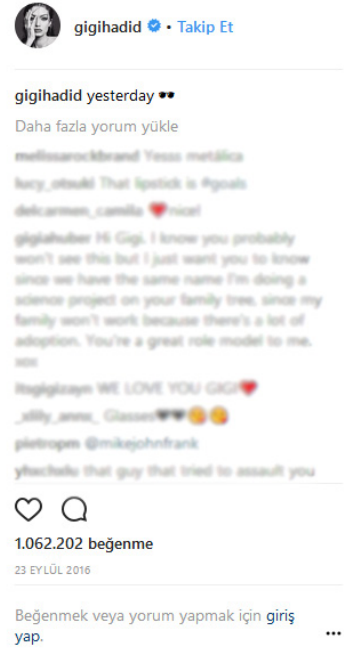 gigihadid • Takip Et
gigihadid yesterday 🕶️
Daha fazla yorum yükle
melissarockbrand Yesss metálica
lucy_otsuki That lipstick is #goals
delcarmen_camila ❤️nice!
gigiahuber Hi Gigi. I know you probably
won't see this but I just want you to know
since we have the same name I'm doing a
science project on your family tree, since my
family won't work because there's a lot of
adoption. You're a great role model to me.
xox
itsgigizayn WE LOVE YOU GIGI❤️
Glasses🕶️🕶️😘😘
pietropm @mikejohnfrank
that guy that tried to assault you
1.062.202 beğenme
23 EYLÜL 2016
Beğenmek veya yorum yapmak için giriş
yap.